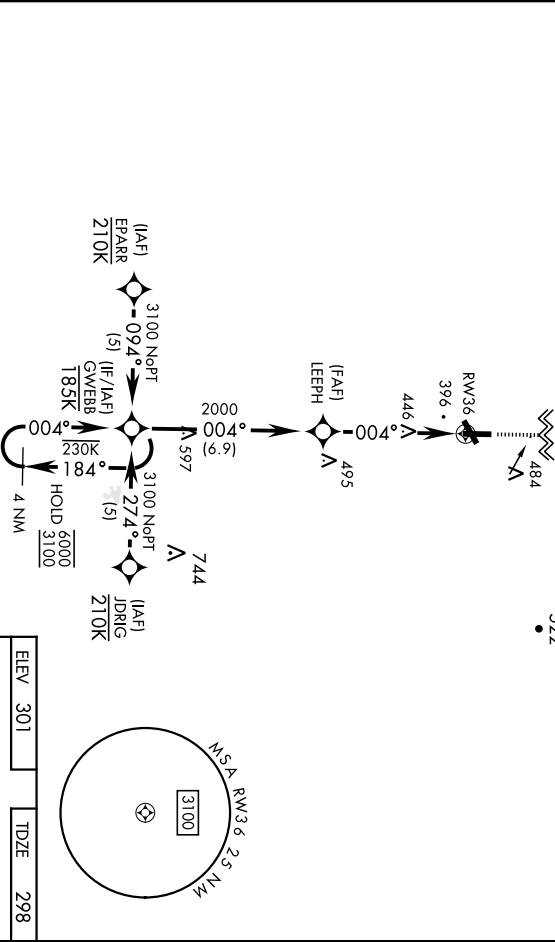 (IAF)
EPARR
210K
3100 NoPT
094°
(5)
(IF/IAF)
GWEBB
185K
004°
230K
184°
4 NM
HOLD
6000
3100
3100 NoPT
274°
(5)
(IAF)
JDRIG
210K
597
744
2000
004°
(6.9)
(FAF)
LEEPH
495
004°
446
396
RW36
484
MSA RW36 25 NM
3100
ELEV 301
TDZE 298